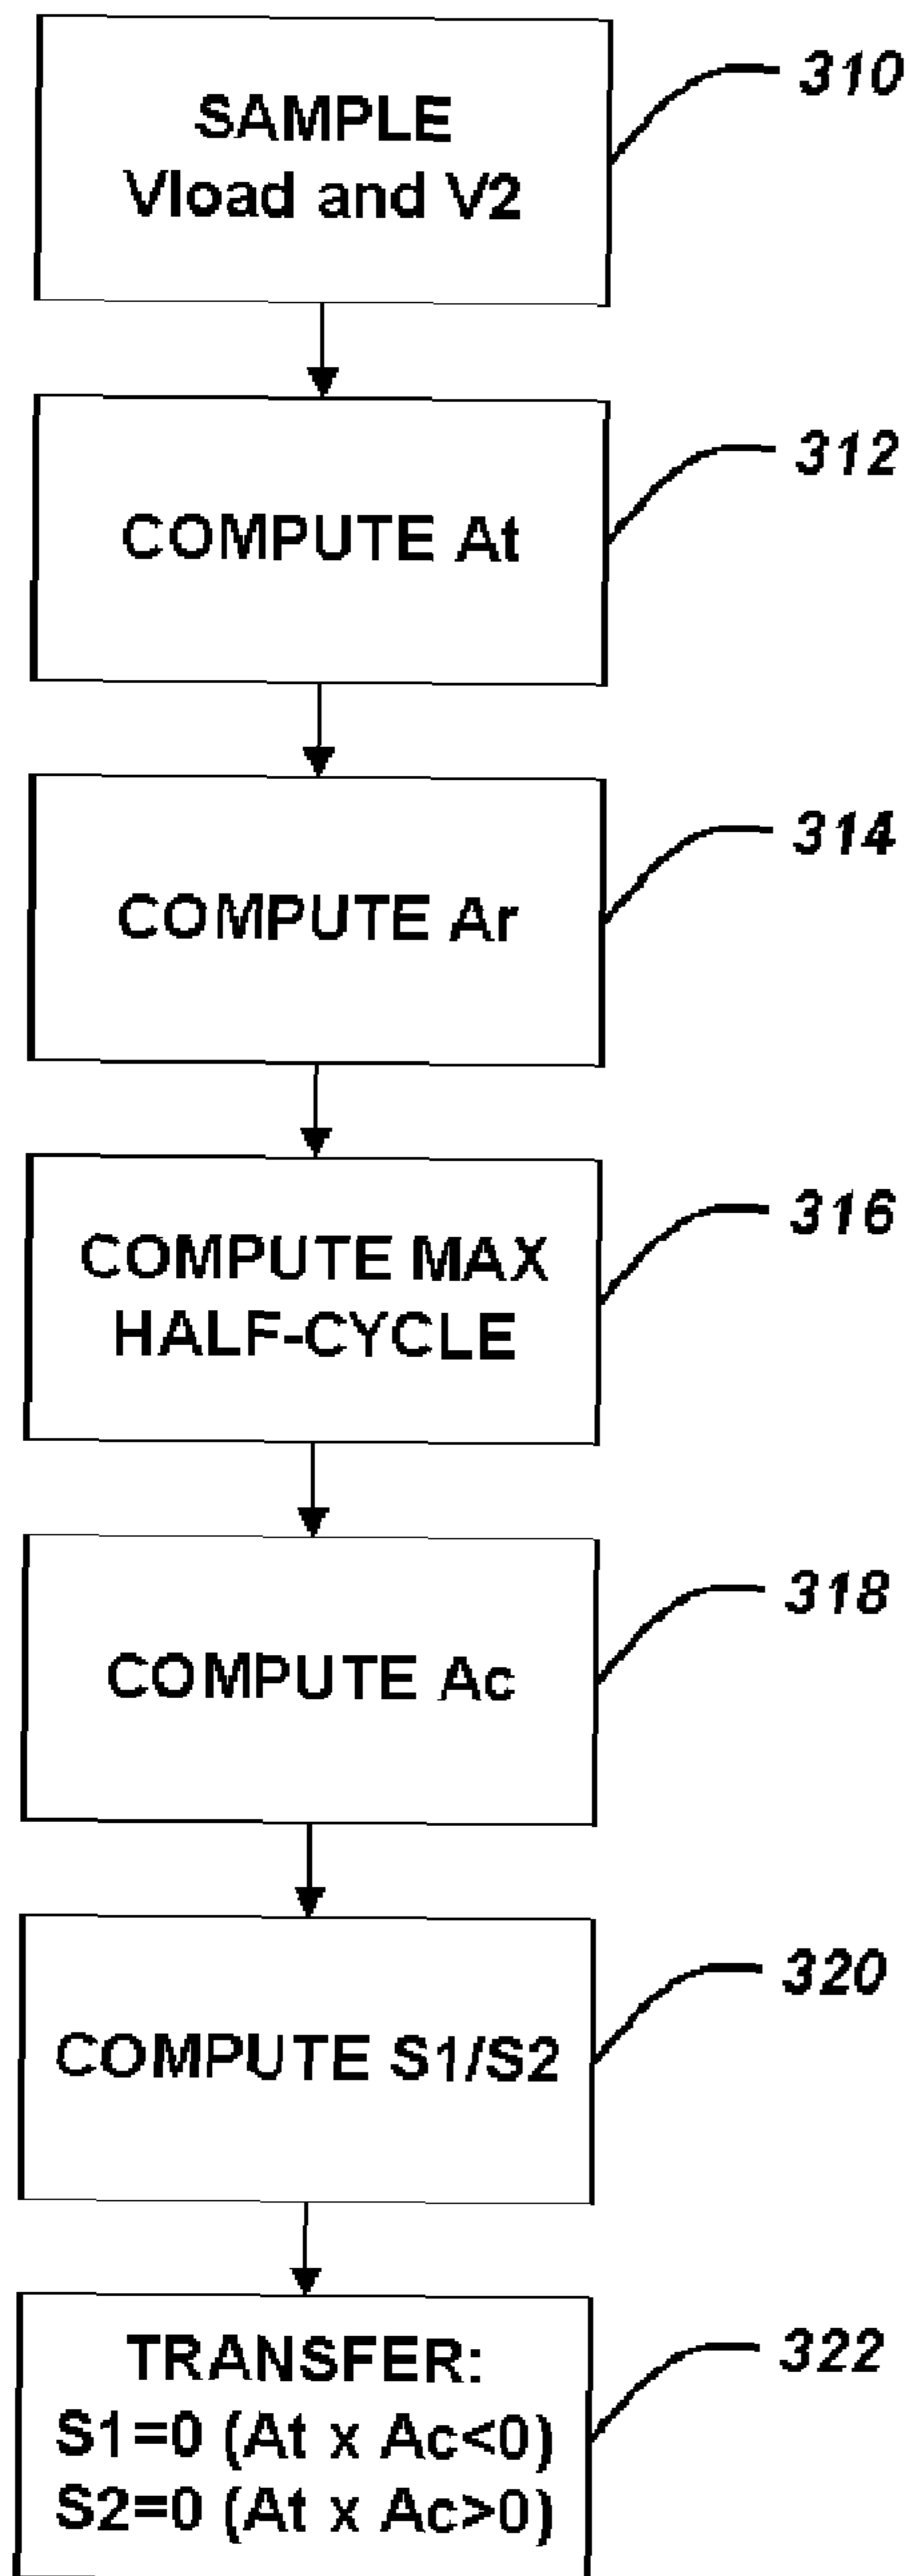 SAMPLE
Vload and V2
310
COMPUTE At
312
COMPUTE Ar
314
COMPUTE MAX
HALF-CYCLE
316
COMPUTE Ac
318
COMPUTE S1/S2
320
TRANSFER:
S1=0 (At x Ac<0)
S2=0 (At x Ac>0)
322